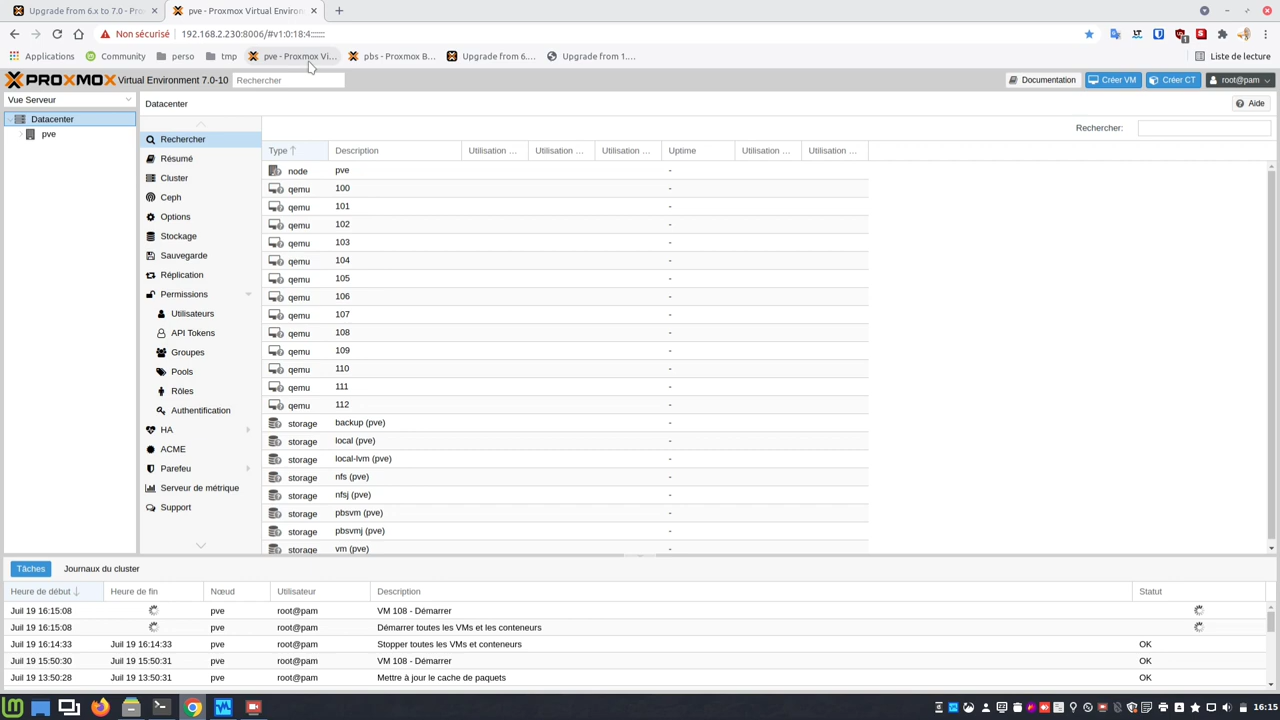 Upgrade from 6.x to 7.0 - Pro
pve - Proxmox Virtual Environ
Non sécurisé
192.168.2.230:8006/#v1:0:18:4:::::::
Applications
Community
perso
tmp
pve - Proxmox Vi...
pbs - Proxmox B...
Upgrade from 6....
Upgrade from 1....
Liste de lecture
PROXMOX Virtual Environment 7.0-10
Rechercher
Documentation
Créer VM
Créer CT
root@pam
Vue Serveur
Datacenter
pve
Datacenter
Aide
Rechercher
Résumé
Cluster
Ceph
Options
Stockage
Sauvegarde
Réplication
Permissions
Utilisateurs
API Tokens
Groupes
Pools
Rôles
Authentification
HA
ACME
Parefeu
Serveur de métrique
Support
Rechercher:
Type Description Utilisation ... Utilisation ... Utilisation ... Uptime Utilisation ... Utilisation ...
node pve -
qemu 100 -
qemu 101 -
qemu 102 -
qemu 103 -
qemu 104 -
qemu 105 -
qemu 106 -
qemu 107 -
qemu 108 -
qemu 109 -
qemu 110 -
qemu 111 -
qemu 112 -
storage backup (pve) -
storage local (pve) -
storage local-lvm (pve) -
storage nfs (pve) -
storage nfsj (pve) -
storage pbsvm (pve) -
storage pbsvmj (pve) -
storage vm (pve) -
Tâches
Journaux du cluster
Heure de début Heure de fin Nœud Utilisateur Description Statut
Juil 19 16:15:08 pve root@pam VM 108 - Démarrer
Juil 19 16:15:08 pve root@pam Démarrer toutes les VMs et les conteneurs
Juil 19 16:14:33 Juil 19 16:14:33 pve root@pam Stopper toutes les VMs et conteneurs OK
Juil 19 15:50:30 Juil 19 15:50:31 pve root@pam VM 108 - Démarrer OK
Juil 19 13:50:28 Juil 19 13:50:31 pve root@pam Mettre à jour le cache de paquets OK
16:15